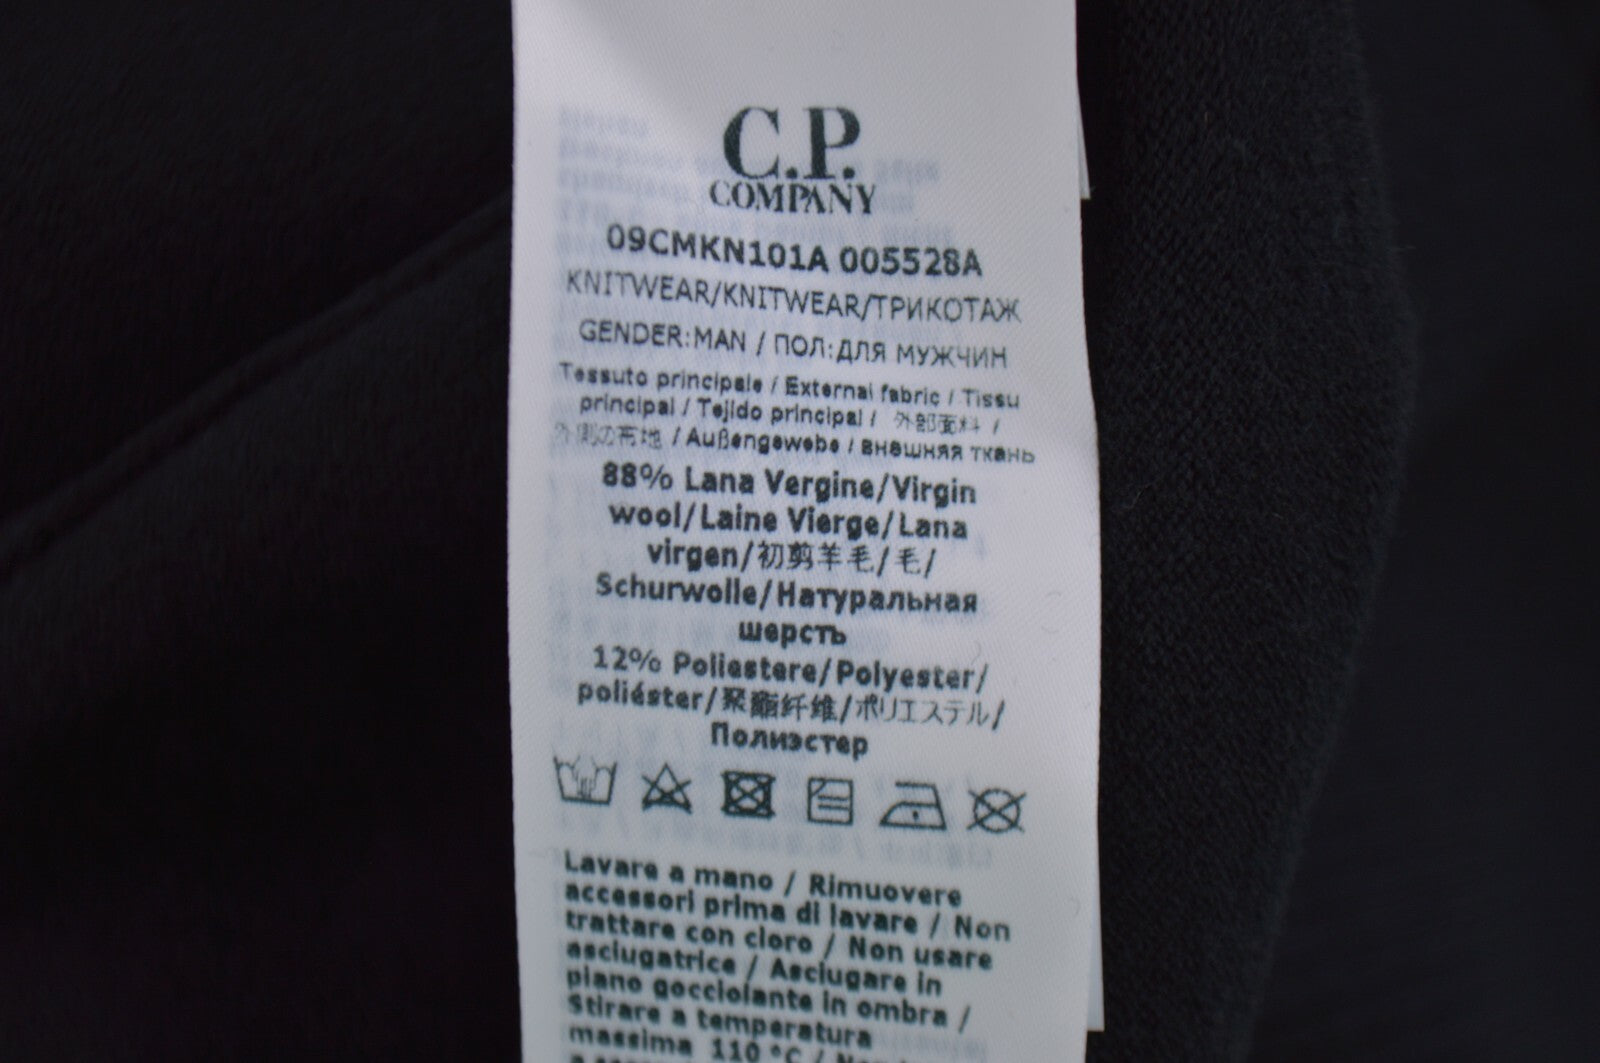 C.P.
COMPANY
09CMKN101A 005528A
KNITWEAR/KNITWEAR/ТРИКОТАЖ
GENDER:MAN / ПОЛ:ДЛЯ МУЖЧИН
Tessuto principale / External fabric / Tissu
principal / Tejido principal / 外部面料 /
外側の布地 / Außengewebe / внешняя ткань
88% Lana Vergine/Virgin
wool/Laine Vierge/Lana
virgen/初剪羊毛/毛/
Schurwolle/Натуральная
шерсть
12% Poliestere/Polyester/
poliéster/聚酯纤维/ポリエステル/
Полиэстер
Lavare a mano / Rimuovere
accessori prima di lavare / Non
trattare con cloro / Non usare
asciugatrice / Asciugare in
piano gocciolante in ombra /
Stirare a temperatura
massima 110 °C /